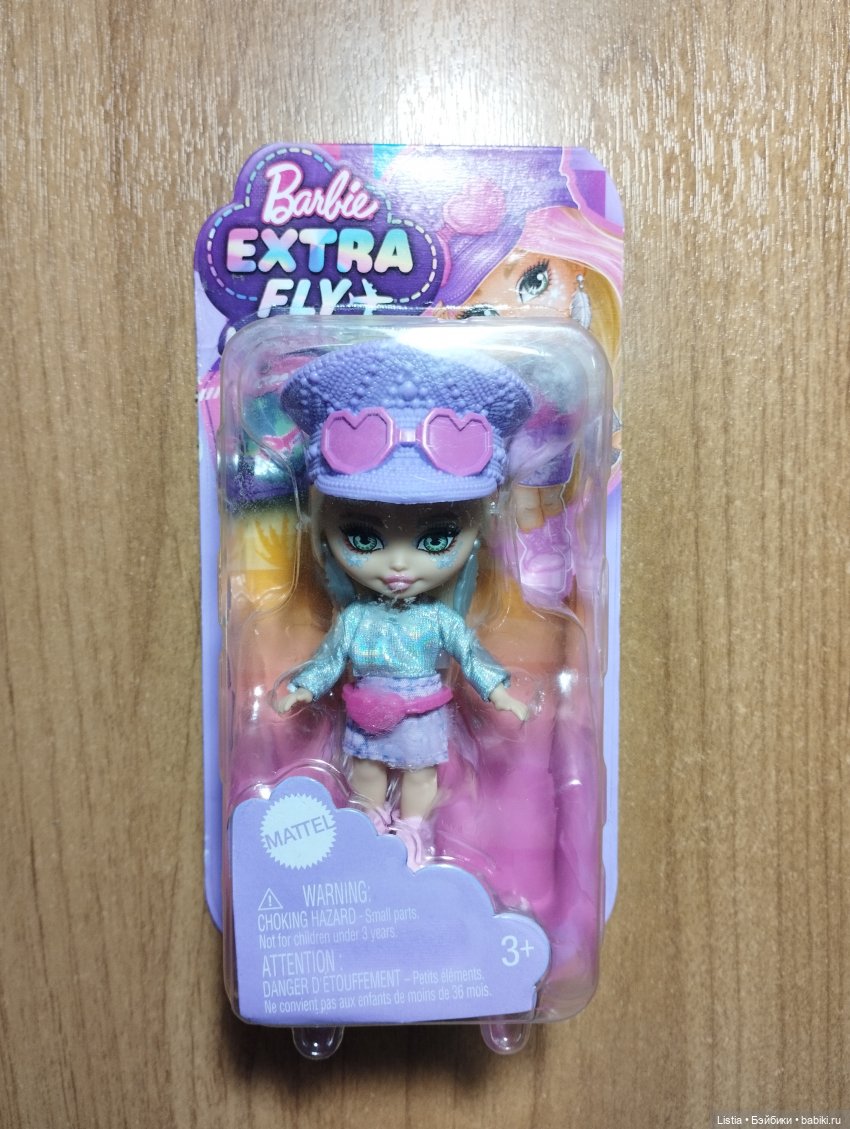 Barbie
EXTRA
FLY
MATTEL
WARNING:
CHOKING HAZARD - Small parts.
Not for children under 3 years.
3+
ATTENTION :
DANGER D'ÉTOUFFEMENT – Petits éléments.
Ne convient pas aux enfants de moins de 36 mois.
Listia • Бэйбики • babiki.ru